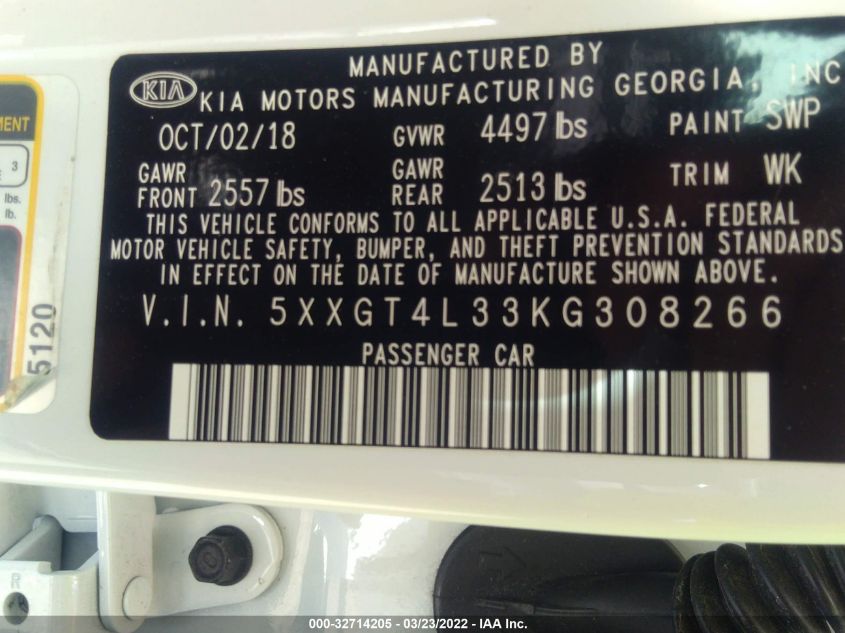 MANUFACTURED BY
KIA KIA MOTORS MANUFACTURING GEORGIA, INC
OCT/02/18 GVWR 4497 lbs PAINT SWP
GAWR FRONT 2557 lbs GAWR REAR 2513 lbs TRIM WK
THIS VEHICLE CONFORMS TO ALL APPLICABLE U.S.A. FEDERAL
MOTOR VEHICLE SAFETY, BUMPER, AND THEFT PREVENTION STANDARDS
IN EFFECT ON THE DATE OF MANUFACTURE SHOWN ABOVE.
V.I.N. 5XXGT4L33KG308266
PASSENGER CAR
MENT
3
lbs.
lb.
5120
R
000-32714205 - 03/23/2022 - IAA Inc.